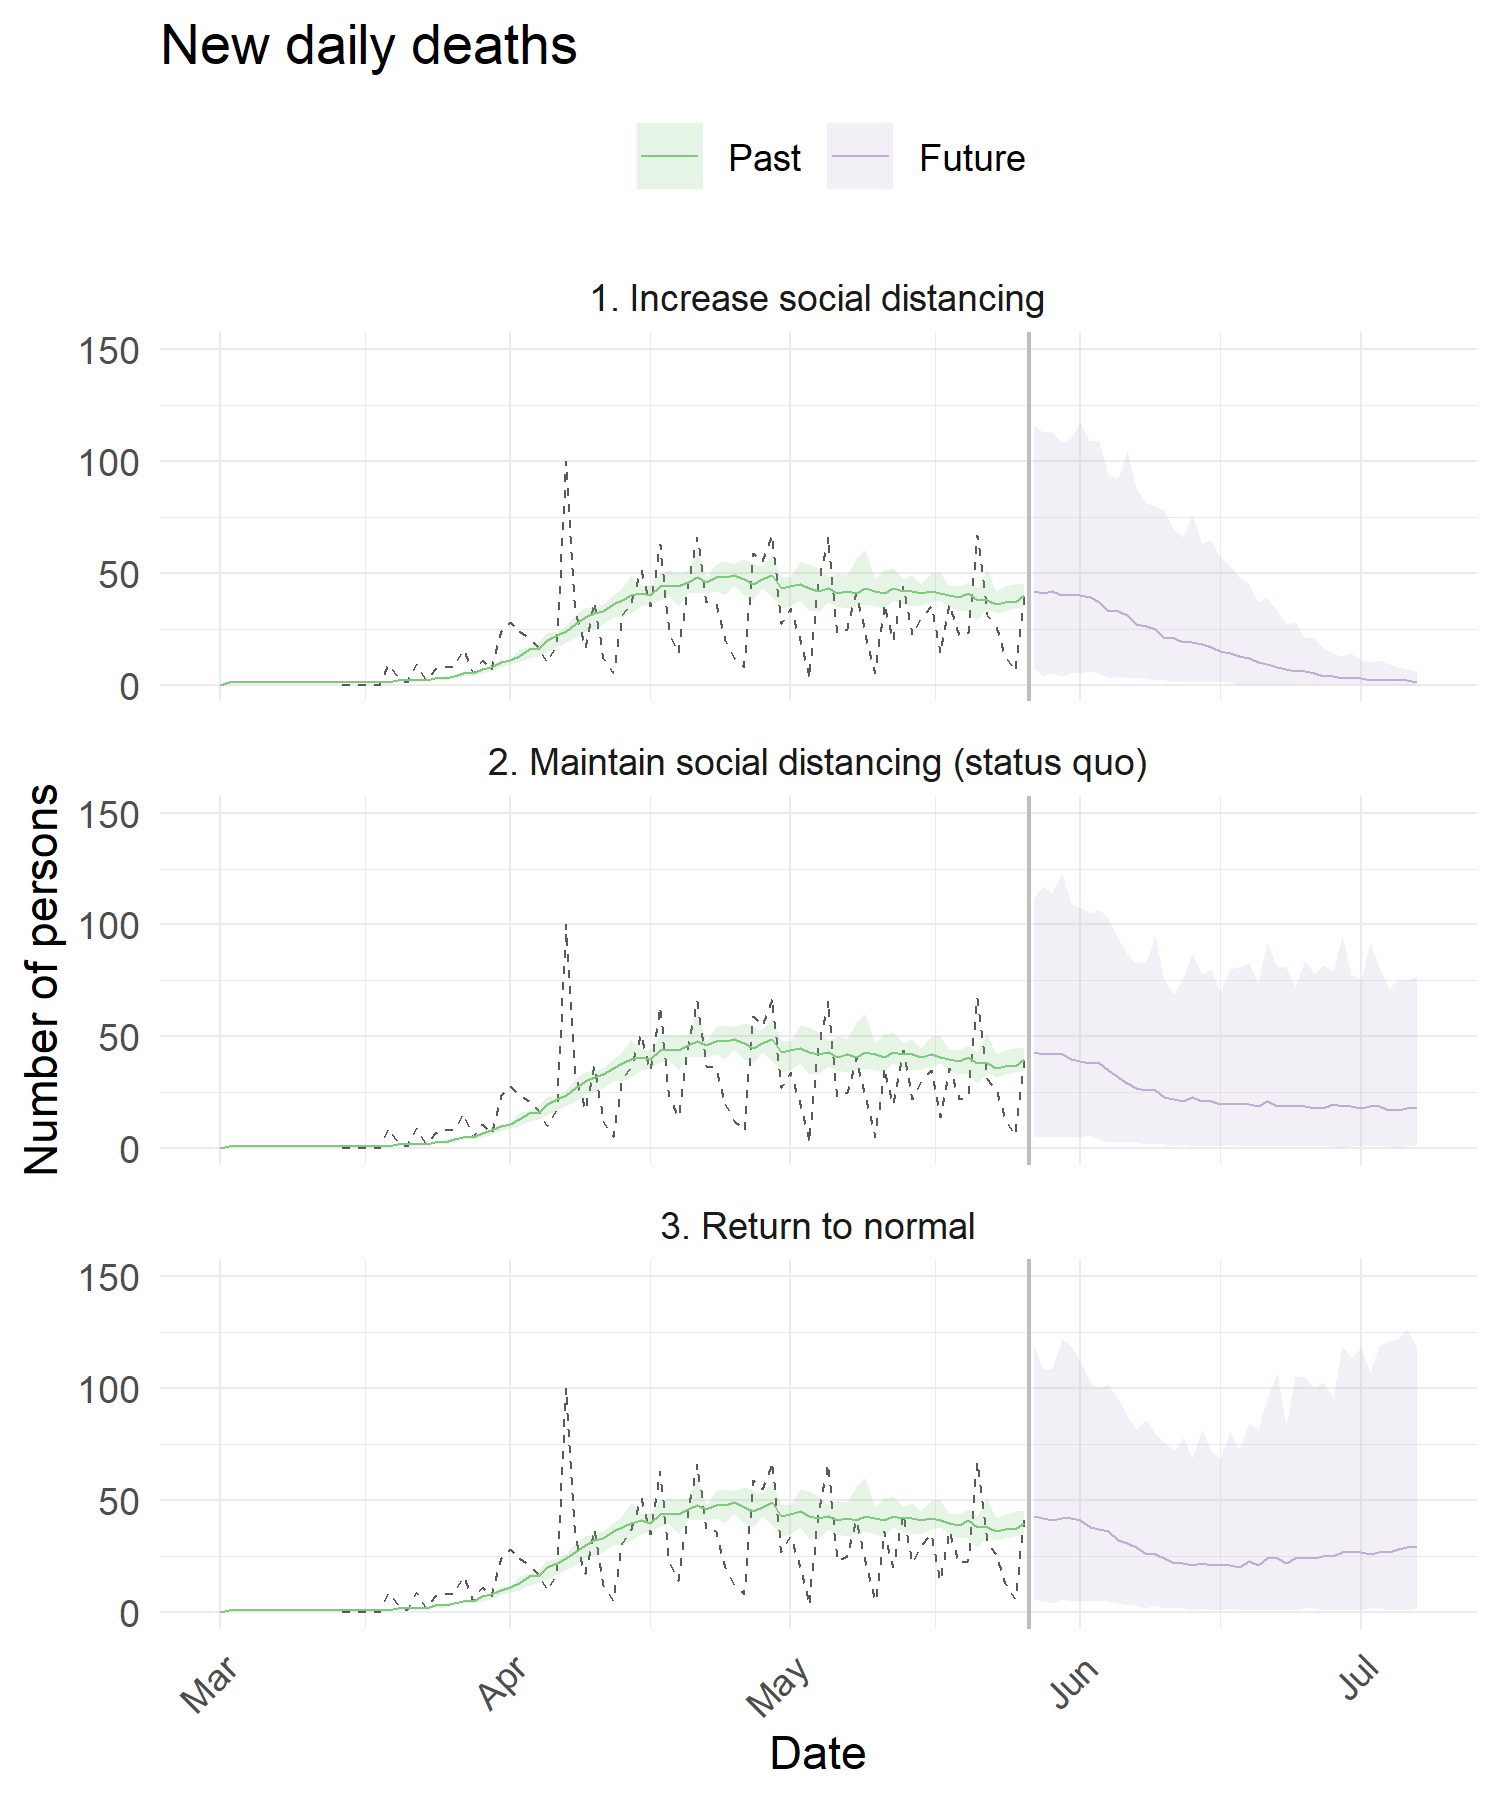 New daily deaths
Past Future
1. Increase social distancing
150
100
50
0
2. Maintain social distancing (status quo)
150
100
50
0
Number of persons
3. Return to normal
150
100
50
0
Mar Apr May Jun Jul
Date